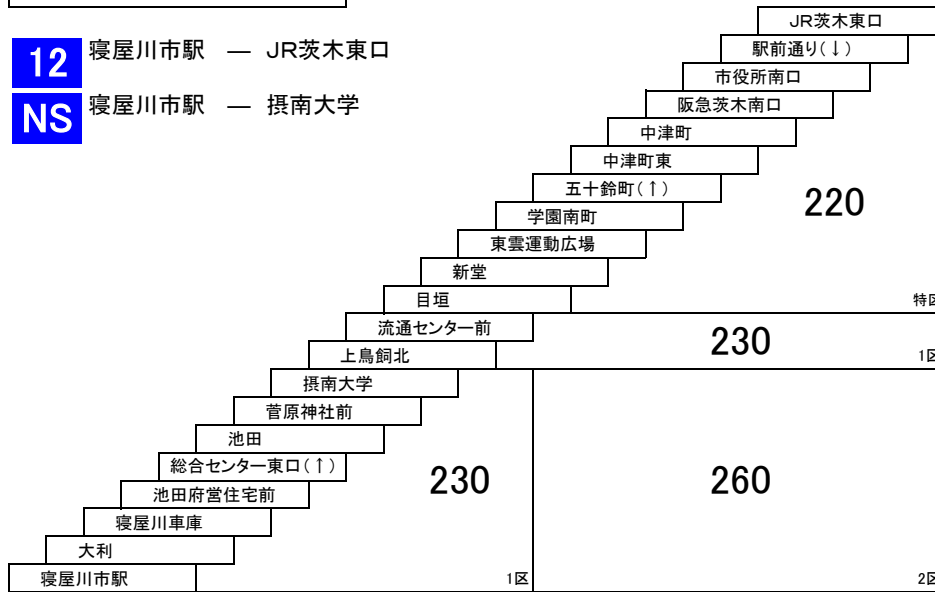 JR茨木東口
12 寝屋川市駅 ― JR茨木東口
駅前通り(↓)
市役所南口
NS 寝屋川市駅 ― 摂南大学
阪急茨木南口
中津町
中津町東
五十鈴町(↑)
220
学園南町
東雲運動広場
新堂
目垣
特区
流通センター前
230
上鳥飼北
1区
摂南大学
菅原神社前
池田
総合センター東口(↑)
230
260
池田府営住宅前
寝屋川車庫
大利
寝屋川市駅
1区
2区